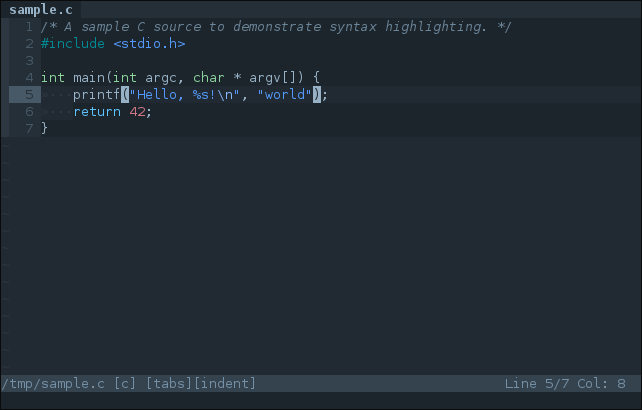 sample.c
1 /* A sample C source to demonstrate syntax highlighting. */
2 #include <stdio.h>
3
4 int main(int argc, char * argv[]) {
5     printf("Hello, %s!\n", "world");
6     return 42;
7 }
~
~
~
~
~
~
~
~
~
~
~
~
~
~
/tmp/sample.c [c] [tabs][indent] Line 5/7 Col: 8